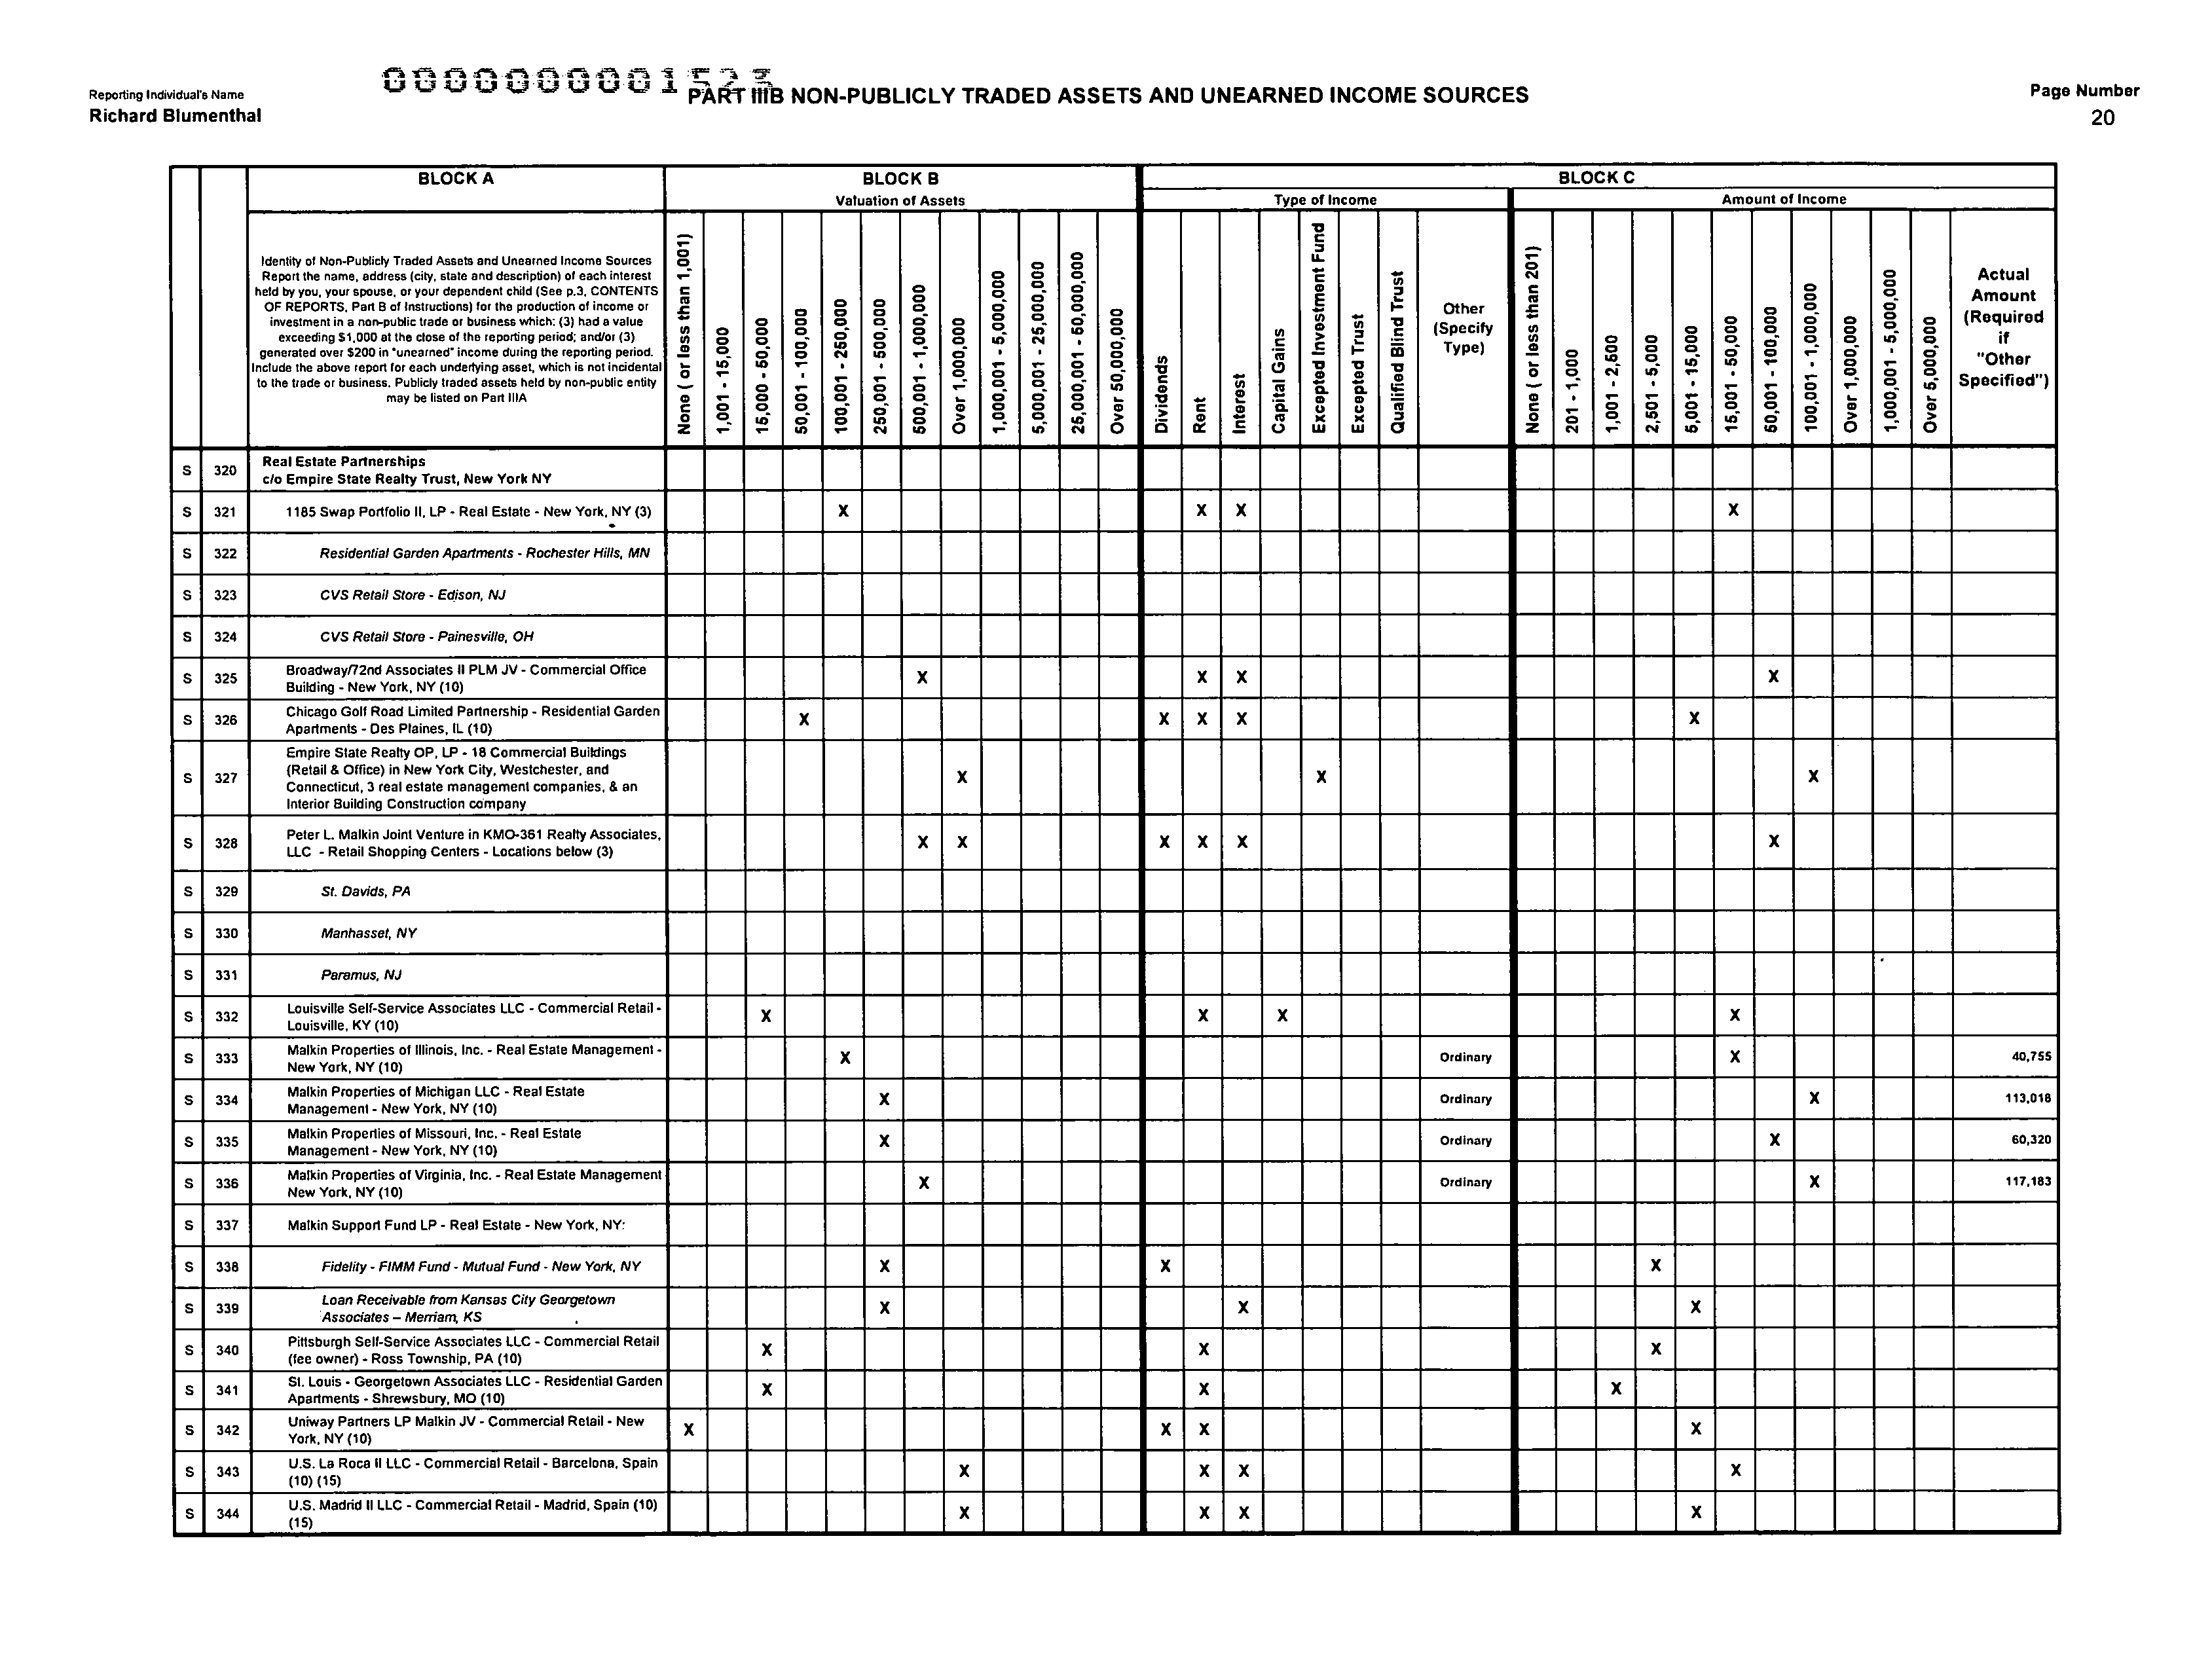 0000000001523
Reporting Individual's Name
PART IIIB NON-PUBLICLY TRADED ASSETS AND UNEARNED INCOME SOURCES
Page Number
Richard Blumenthal
20
BLOCK A
BLOCK B
BLOCK C
Valuation of Assets
Type of Income
Amount of Income
Identity of Non-Publicly Traded Assets and Unearned Income Sources
Report the name, address (city, state and description) of each interest
held by you, your spouse, or your dependent child (See p.3, CONTENTS
OF REPORTS, Part B of Instructions) for the production of income or
investment in a non-public trade or business which: (3) had a value
exceeding $1,000 at the close of the reporting period; and/or (3)
generated over $200 in "unearned" income during the reporting period.
Include the above report for each underlying asset, which is not incidental
to the trade or business. Publicly traded assets held by non-public entity
may be listed on Part IIIA
None ( or less than 1,001)
1,001 - 15,000
15,000 - 50,000
50,001 - 100,000
100,001 - 250,000
250,001 - 500,000
500,001 - 1,000,000
Over 1,000,000
1,000,001 - 5,000,000
5,000,001 - 25,000,000
25,000,001 - 50,000,000
Over 50,000,000
Dividends
Rent
Interest
Capital Gains
Excepted Investment Fund
Excepted Trust
Qualified Blind Trust
Other
(Specify
Type)
None ( or less than 201)
201 - 1,000
1,001 - 2,500
2,501 - 5,000
5,001 - 15,000
15,001 - 50,000
50,001 - 100,000
100,001 - 1,000,000
Over 1,000,000
1,000,001 - 5,000,000
Over 5,000,000
Actual
Amount
(Required
if
"Other
Specified")
S 320 Real Estate Partnerships
c/o Empire State Realty Trust, New York NY
S 321 1185 Swap Portfolio II, LP - Real Estate - New York, NY (3) X X X X
S 322 Residential Garden Apartments - Rochester Hills, MN
S 323 CVS Retail Store - Edison, NJ
S 324 CVS Retail Store - Painesville, OH
S 325 Broadway/72nd Associates II PLM JV - Commercial Office
Building - New York, NY (10) X X X X
S 326 Chicago Golf Road Limited Partnership - Residential Garden
Apartments - Des Plaines, IL (10) X X X X X
S 327 Empire State Realty OP, LP - 18 Commercial Buildings
(Retail & Office) in New York City, Westchester, and
Connecticut, 3 real estate management companies, & an
Interior Building Construction company X X X
S 328 Peter L. Malkin Joint Venture in KMO-361 Realty Associates,
LLC - Retail Shopping Centers - Locations below (3) X X X X X X
S 329 St. Davids, PA
S 330 Manhasset, NY
S 331 Paramus, NJ
S 332 Louisville Self-Service Associates LLC - Commercial Retail -
Louisville, KY (10) X X X X
S 333 Malkin Properties of Illinois, Inc. - Real Estate Management -
New York, NY (10) X Ordinary X 40,755
S 334 Malkin Properties of Michigan LLC - Real Estate
Management - New York, NY (10) X Ordinary X 113,018
S 335 Malkin Properties of Missouri, Inc. - Real Estate
Management - New York, NY (10) X Ordinary X 60,320
S 336 Malkin Properties of Virginia, Inc. - Real Estate Management
New York, NY (10) X Ordinary X 117,183
S 337 Malkin Support Fund LP - Real Estate - New York, NY:
S 338 Fidelity - FIMM Fund - Mutual Fund - New York, NY X X X
S 339 Loan Receivable from Kansas City Georgetown
Associates – Merriam, KS X X X
S 340 Pittsburgh Self-Service Associates LLC - Commercial Retail
(fee owner) - Ross Township, PA (10) X X X
S 341 St. Louis - Georgetown Associates LLC - Residential Garden
Apartments - Shrewsbury, MO (10) X X X
S 342 Uniway Partners LP Malkin JV - Commercial Retail - New
York, NY (10) X X X X
S 343 U.S. La Roca II LLC - Commercial Retail - Barcelona, Spain
(10) (15) X X X X
S 344 U.S. Madrid II LLC - Commercial Retail - Madrid, Spain (10)
(15) X X X X